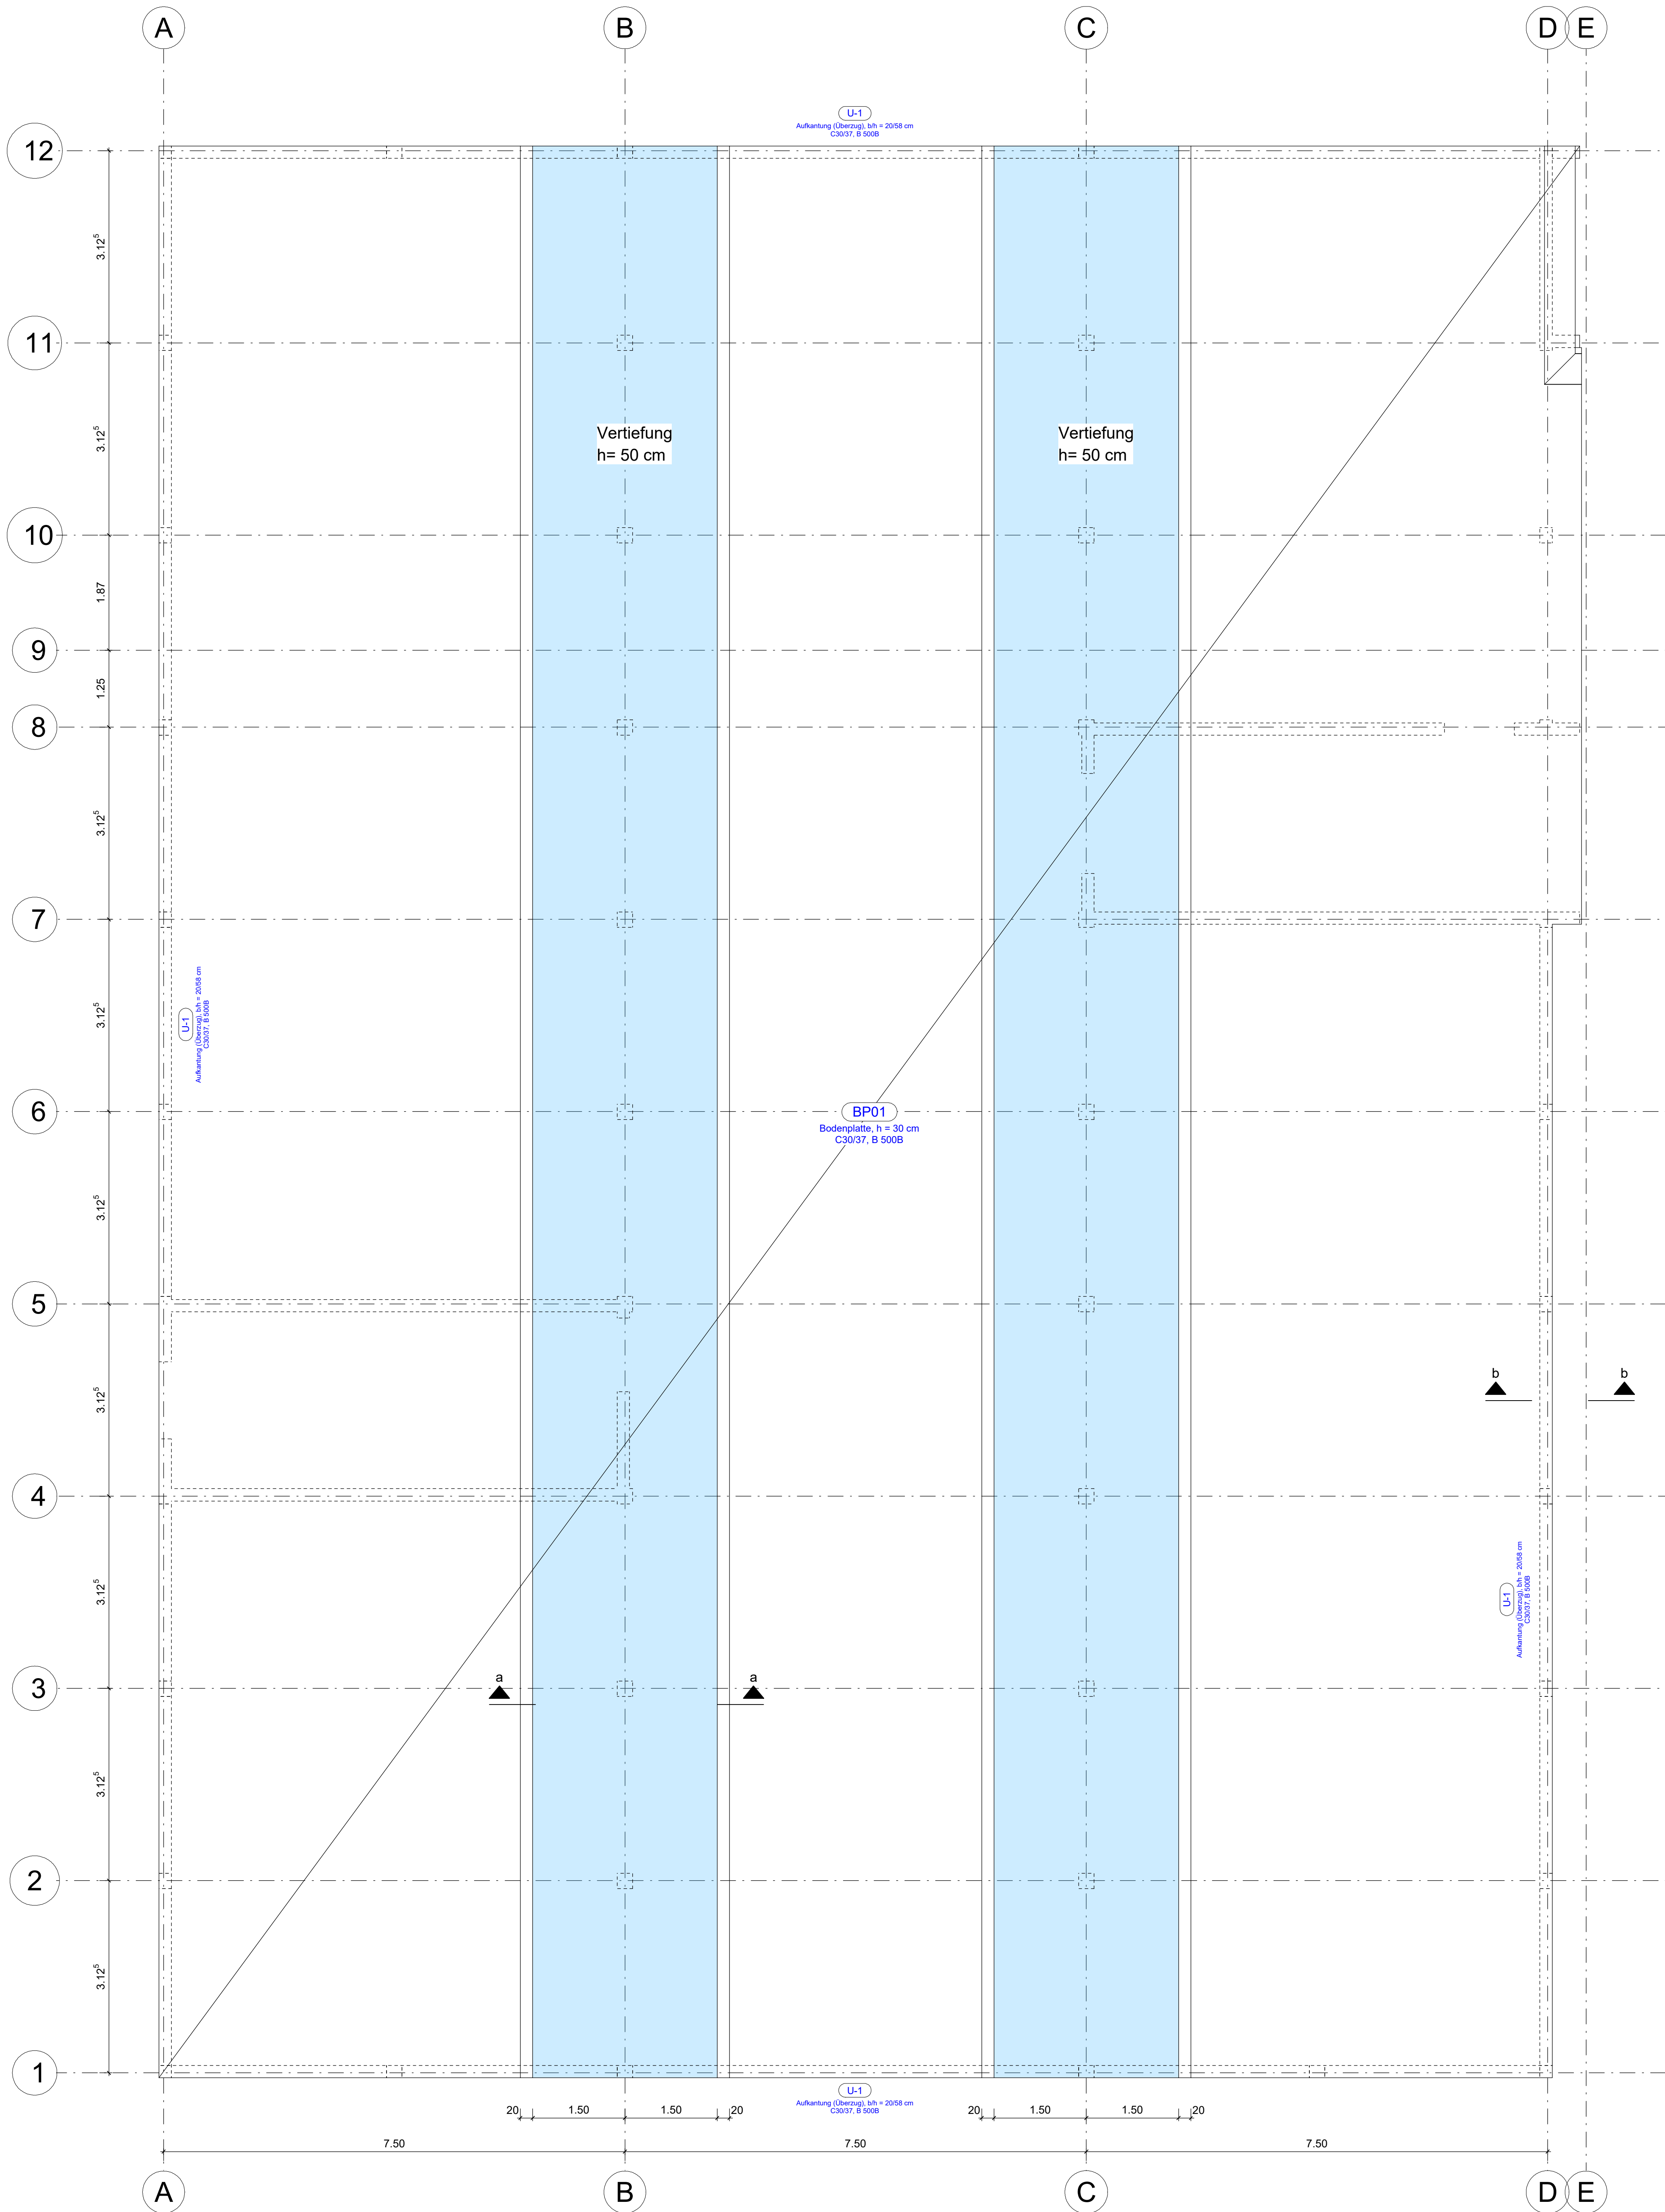 A
B
C
D
E
U-1
Aufkantung (Überzug), b/h = 20/58 cm
C30/37, B 500B
12
3.12⁵
11
Vertiefung
h= 50 cm
Vertiefung
h= 50 cm
3.12⁵
10
1.87
9
1.25
8
3.12⁵
7
U-1
Aufkantung (Überzug), b/h = 20/58 cm
C30/37, B 500B
3.12⁵
6
BP01
Bodenplatte, h = 30 cm
C30/37, B 500B
3.12⁵
5
b
b
3.12⁵
4
U-1
Aufkantung (Überzug), b/h = 20/58 cm
C30/37, B 500B
3.12⁵
3
a
a
3.12⁵
2
3.12⁵
1
U-1
Aufkantung (Überzug), b/h = 20/58 cm
C30/37, B 500B
20
1.50
1.50
20
20
1.50
1.50
20
7.50
7.50
7.50
A
B
C
D
E